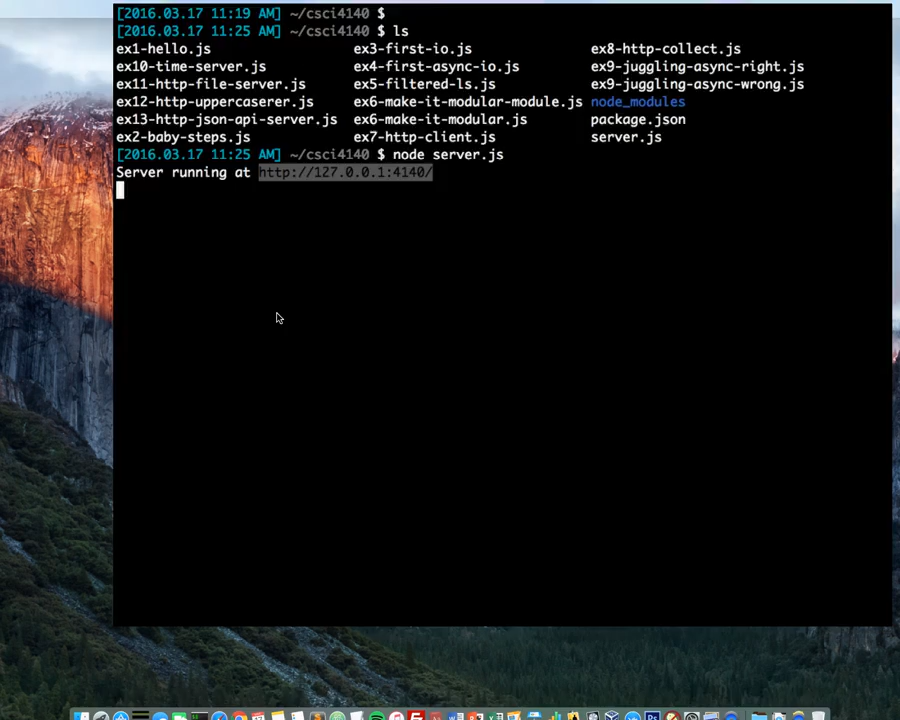 [2016.03.17 11:19 AM] ~/csci4140 $
[2016.03.17 11:25 AM] ~/csci4140 $ ls
ex1-hello.js ex3-first-io.js ex8-http-collect.js
ex10-time-server.js ex4-first-async-io.js ex9-juggling-async-right.js
ex11-http-file-server.js ex5-filtered-ls.js ex9-juggling-async-wrong.js
ex12-http-uppercaserer.js ex6-make-it-modular-module.js node_modules
ex13-http-json-api-server.js ex6-make-it-modular.js package.json
ex2-baby-steps.js ex7-http-client.js server.js
[2016.03.17 11:25 AM] ~/csci4140 $ node server.js
Server running at http://127.0.0.1:4140/